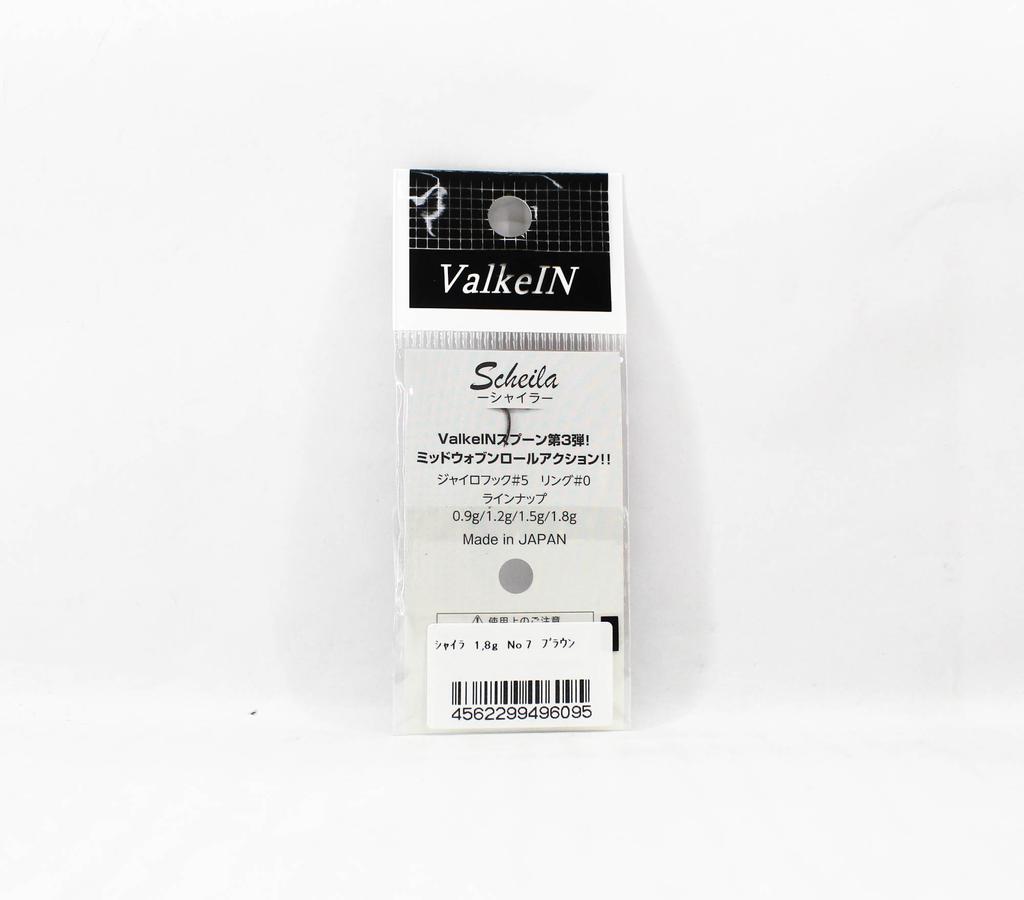 ValkeIN
Scheila
ーシャイラー
ValkeINスプーン第3弾!
ミッドウォブンロールアクション!!
ジャイロフック#5 リング#0
ラインナップ
0.9g/1.2g/1.5g/1.8g
Made in JAPAN
⚠ 使用上のご注意
シャイラ 1.8g No7 ブラウン
4562299496095